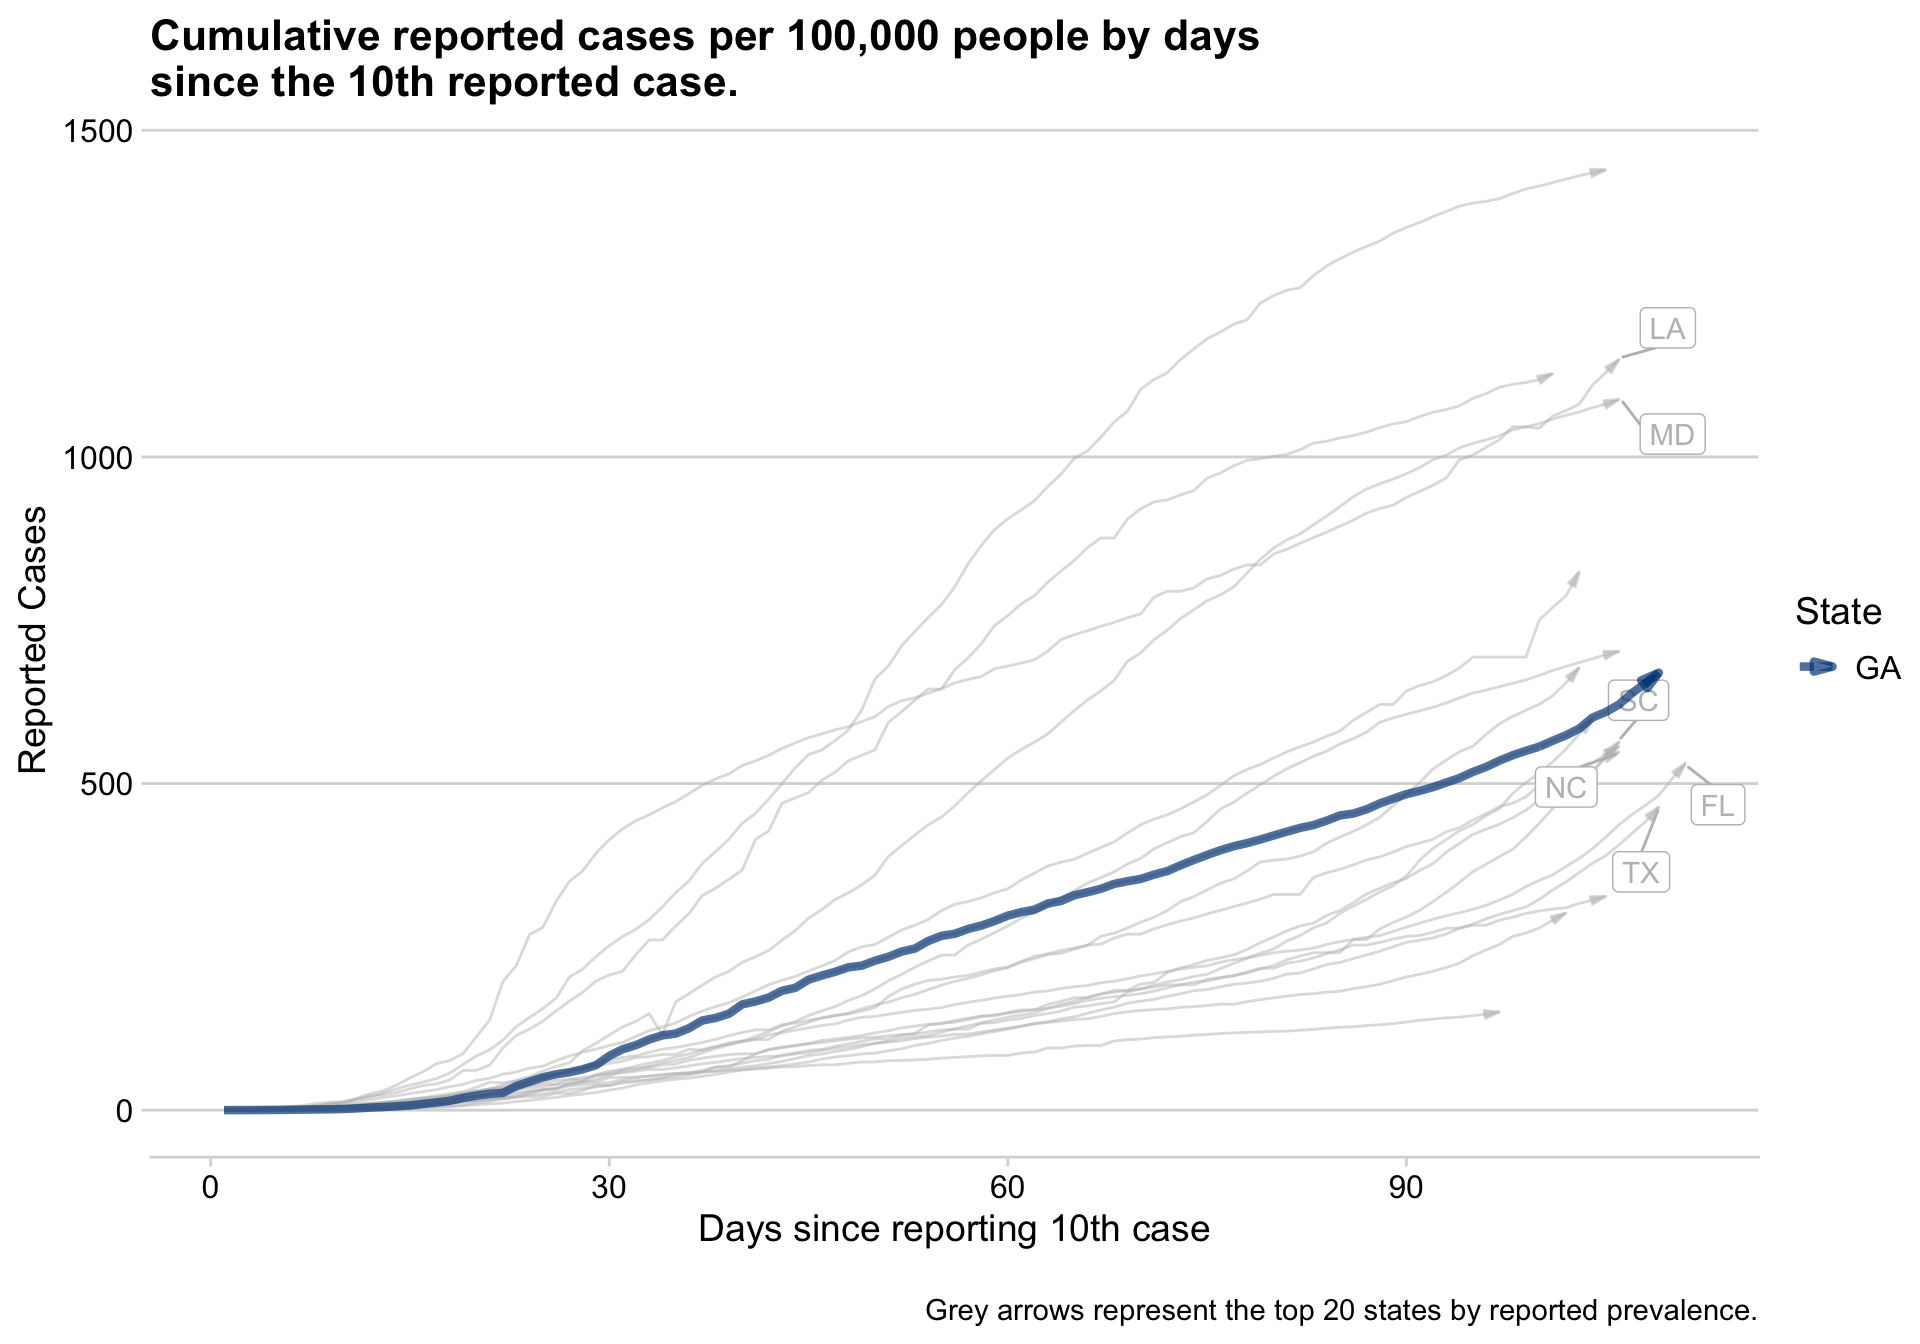 Cumulative reported cases per 100,000 people by days
since the 10th reported case.
1500
1000
500
0
Reported Cases
LA
MD
SC
NC
FL
TX
State
GA
0
30
60
90
Days since reporting 10th case
Grey arrows represent the top 20 states by reported prevalence.